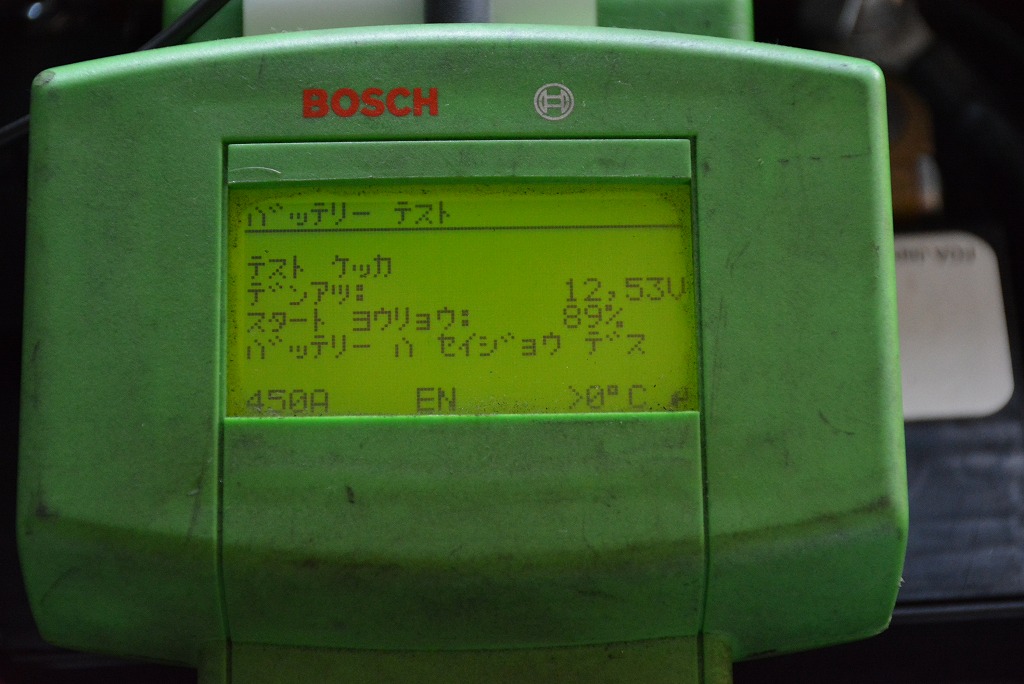 BOSCH
バッテリー テスト
テスト ケッカ
デンアツ: 12,53V
スタート ヨウリョウ: 89%
バッテリー ハ セイジョウ デス
450A EN >0°C e